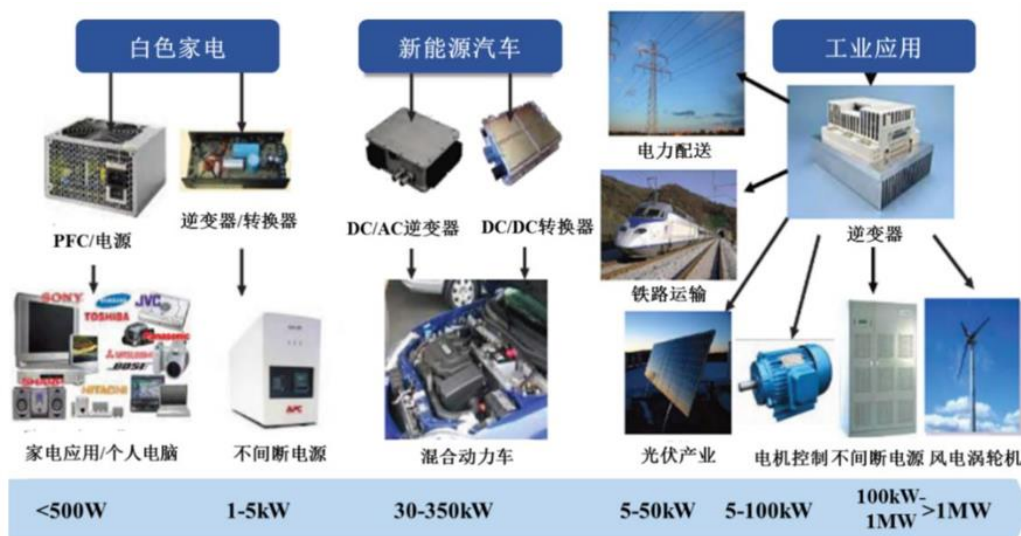 白色家电
新能源汽车
工业应用
电力配送
PFC/电源
逆变器/转换器
DC/AC逆变器
DC/DC转换器
逆变器
铁路运输
SONY
SAMSUNG
JVC
TOSHIBA
Panasonic
MITSUBISHI
BOSE
SHARP
HITACHI
APC
家电应用/个人电脑
不间断电源
混合动力车
光伏产业
电机控制
不间断电源
风电涡轮机
<500W
1-5kW
30-350kW
5-50kW
5-100kW
100kW-
1MW
>1MW